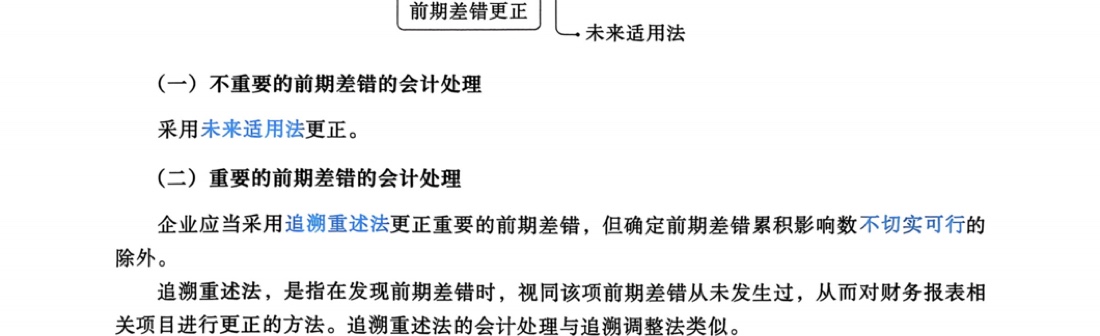 前期差错更正
未来适用法
（一）不重要的前期差错的会计处理
采用未来适用法更正。
（二）重要的前期差错的会计处理
企业应当采用追溯重述法更正重要的前期差错，但确定前期差错累积影响数不切实可行的
除外。
追溯重述法，是指在发现前期差错时，视同该项前期差错从未发生过，从而对财务报表相
关项目进行更正的方法。追溯重述法的会计处理与追溯调整法类似。